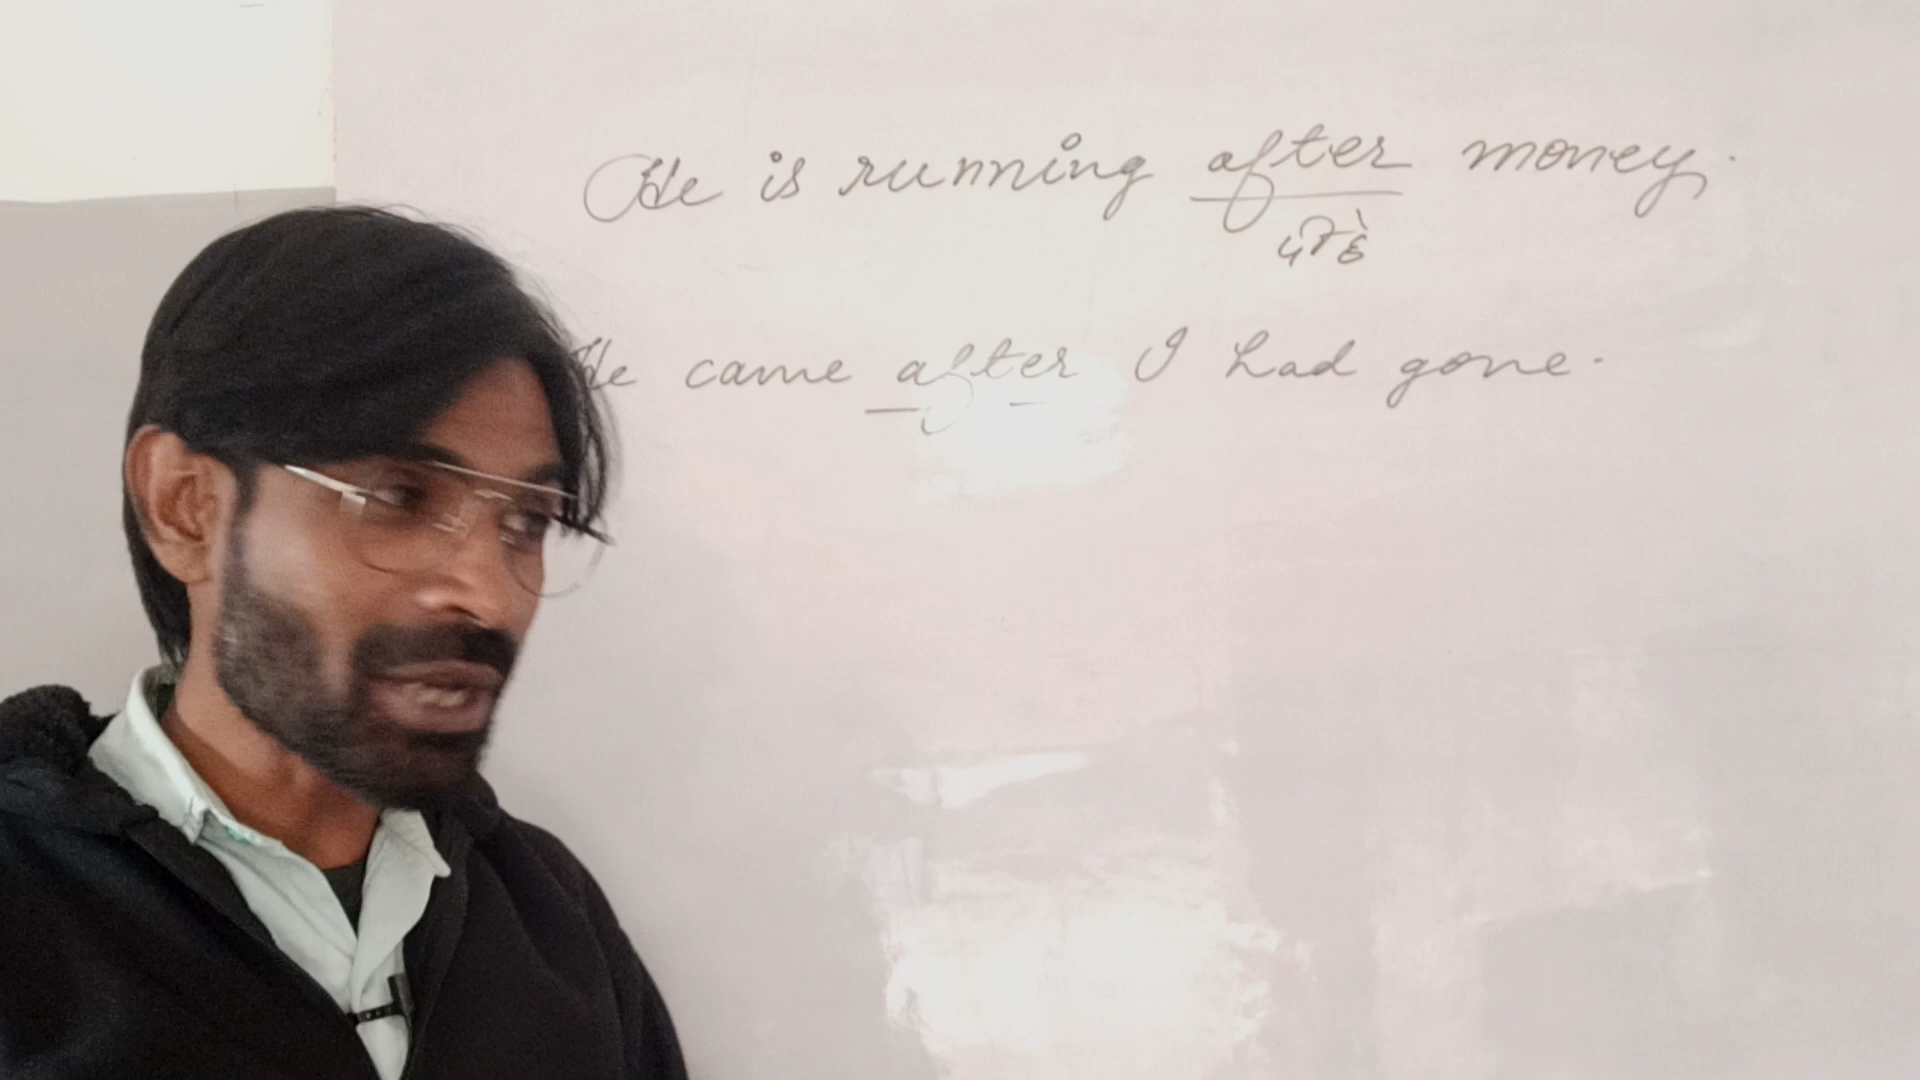 He is running after money.
पीछे
He came after I had gone.